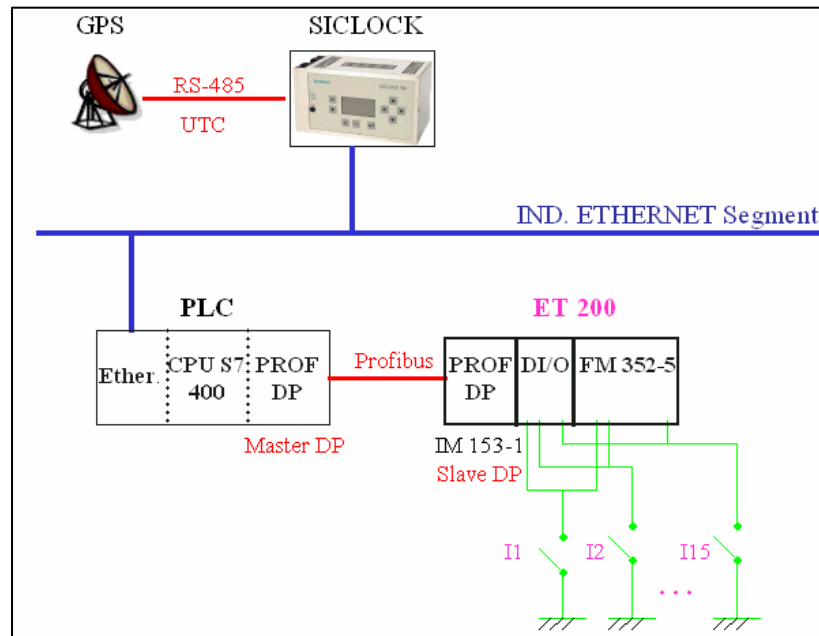 GPS
SICLOCK
RS-485
UTC
IND. ETHERNET Segment
PLC
ET 200
Ether.
CPU S7
400
PROF
DP
Profibus
PROF
DP
DI/O
FM 352-5
Master DP
IM 153-1
Slave DP
I1
I2
I15
...